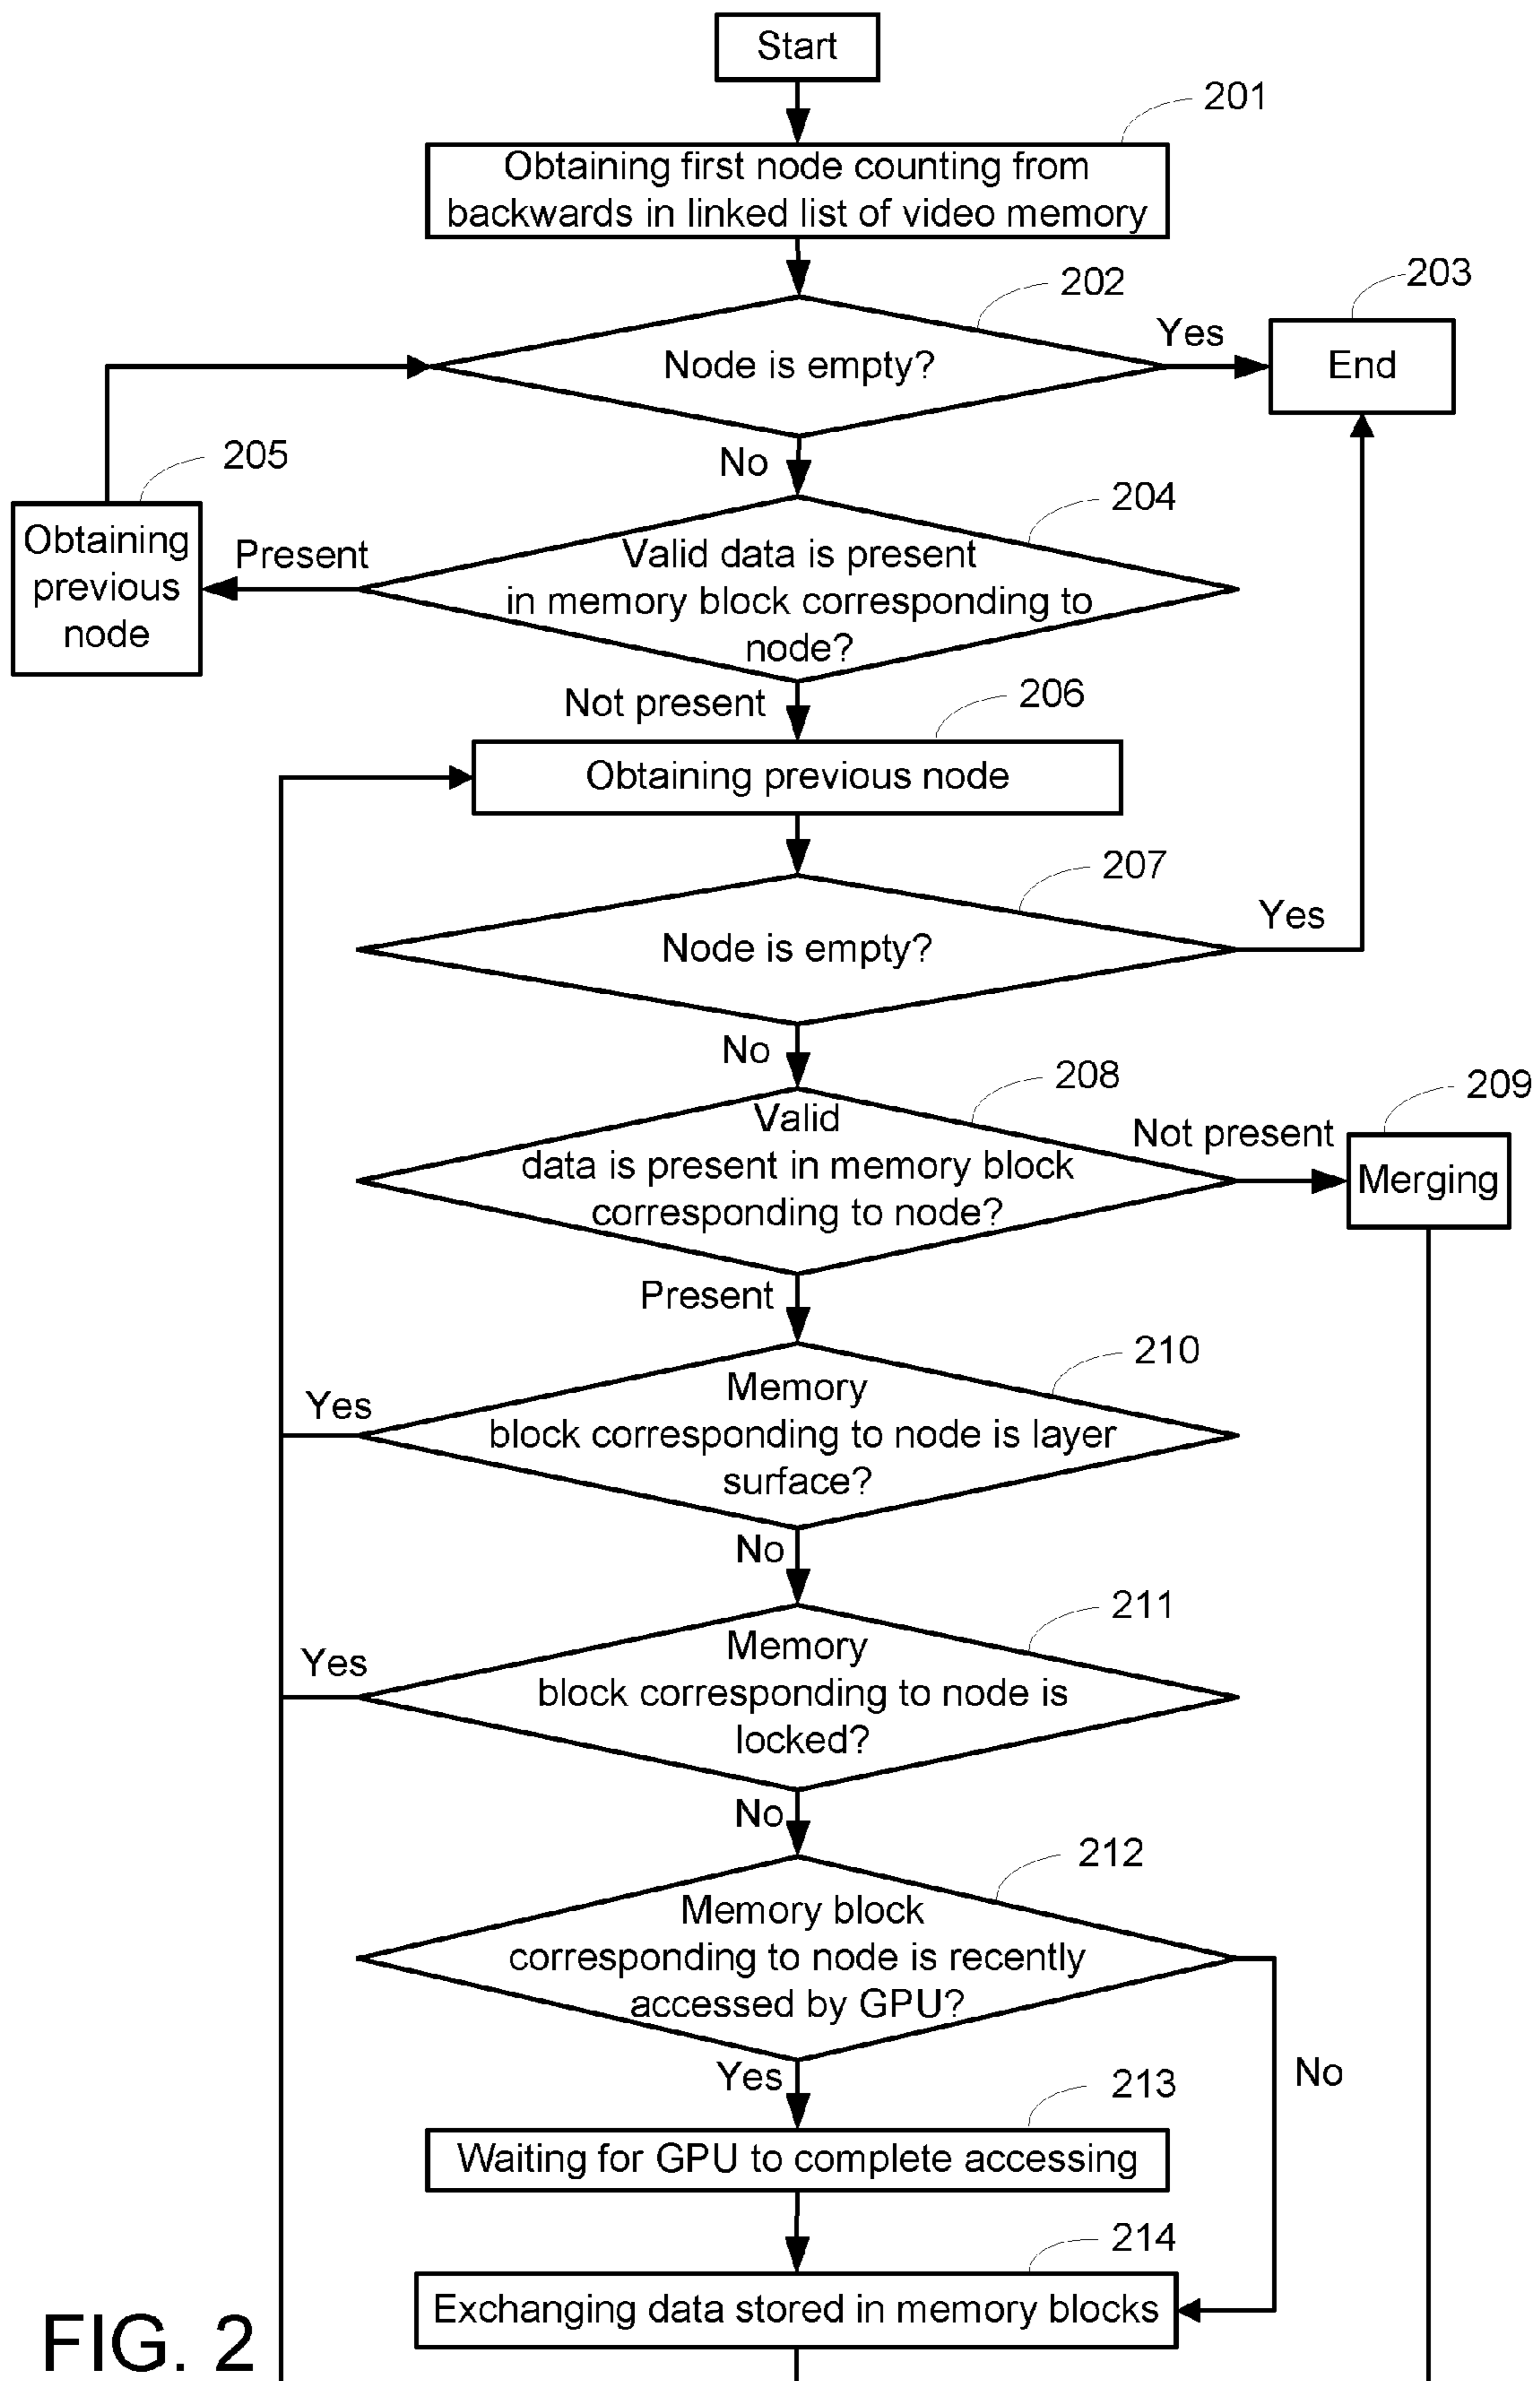 Start
201
Obtaining first node counting from
backwards in linked list of video memory
202
203
Node is empty?
Yes
End
No
205
204
Obtaining
previous
node
Present
Valid data is present
in memory block corresponding to
node?
Not present
206
Obtaining previous node
207
Node is empty?
Yes
No
208
209
Valid
data is present in memory block
corresponding to node?
Not present
Merging
Present
210
Yes
Memory
block corresponding to node is layer
surface?
No
211
Yes
Memory
block corresponding to node is
locked?
No
212
Memory block
corresponding to node is recently
accessed by GPU?
Yes
No
213
Waiting for GPU to complete accessing
214
Exchanging data stored in memory blocks
FIG. 2